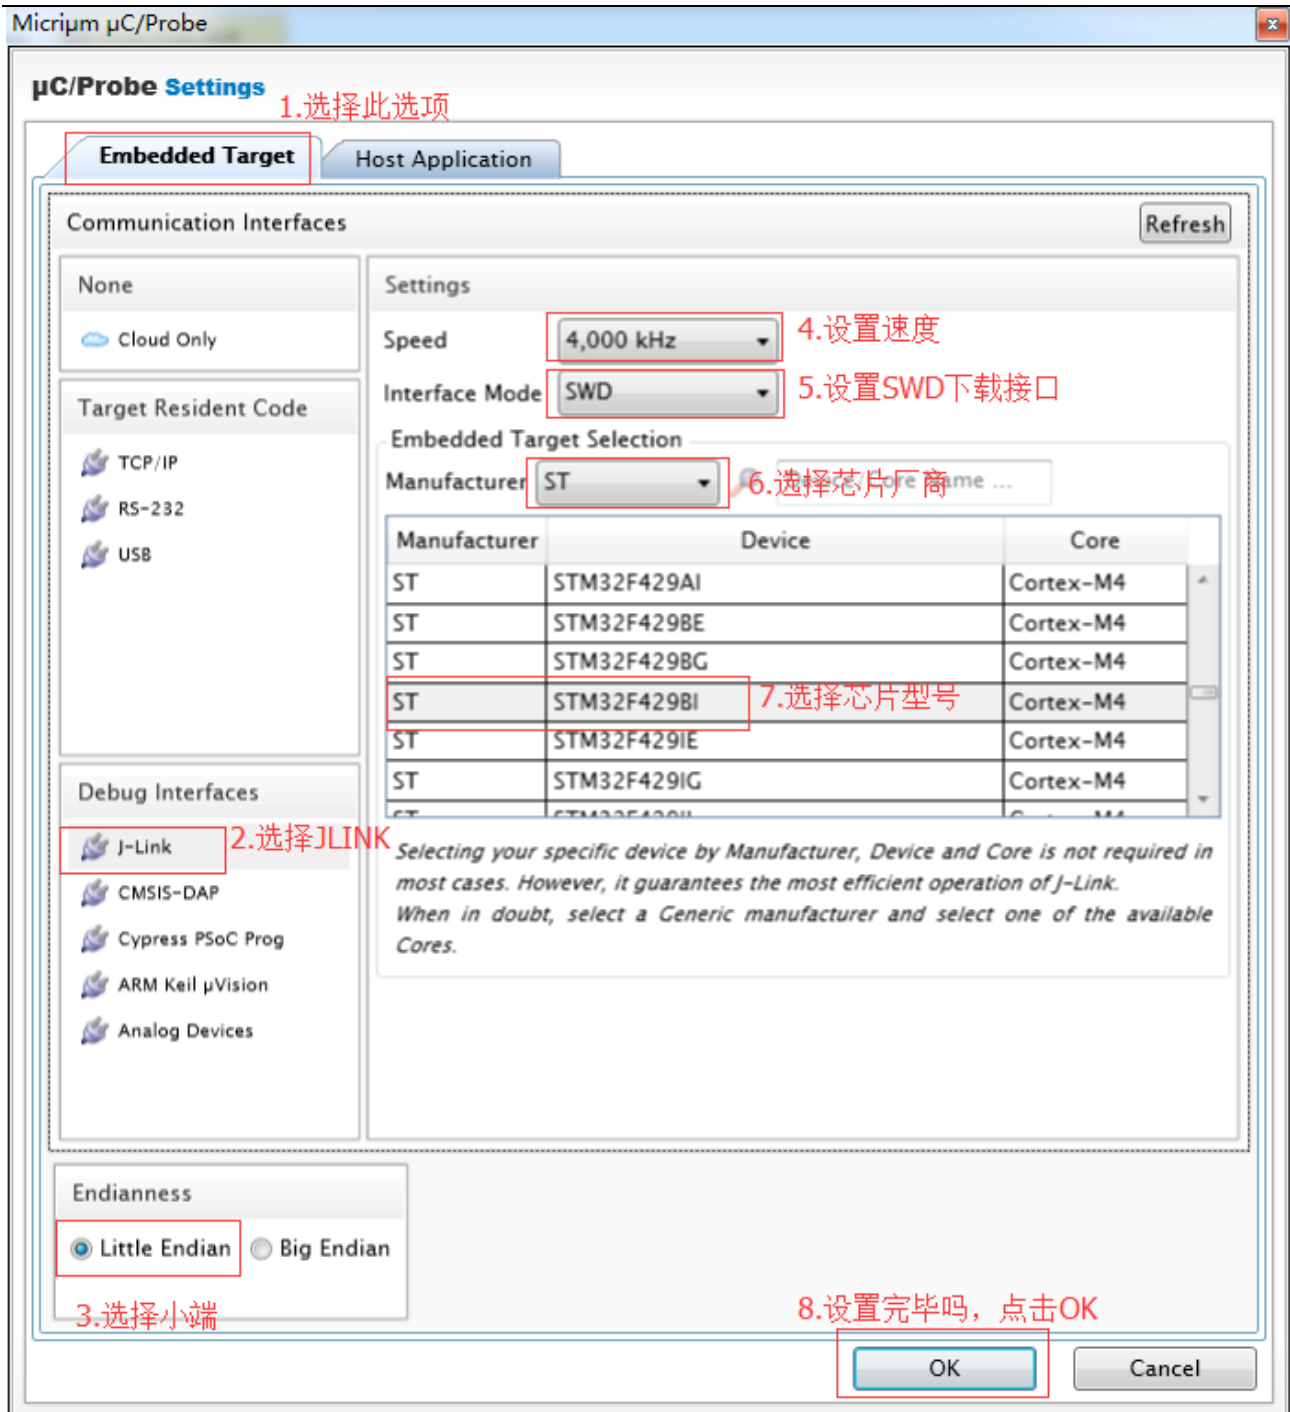 Micriµm µC/Probe
µC/Probe Settings
1.选择此选项
Embedded Target
Host Application
Communication Interfaces
Refresh
None
Cloud Only
Target Resident Code
TCP/IP
RS-232
USB
Debug Interfaces
J-Link
2.选择JLINK
CMSIS-DAP
Cypress PSoC Prog
ARM Keil µVision
Analog Devices
Settings
Speed 4,000 kHz
4.设置速度
Interface Mode SWD
5.设置SWD下载接口
Embedded Target Selection
Manufacturer ST
6.选择芯片厂商
Device/Core Name ...
Manufacturer Device Core
ST STM32F429AI Cortex-M4
ST STM32F429BE Cortex-M4
ST STM32F429BG Cortex-M4
ST STM32F429BI Cortex-M4
7.选择芯片型号
ST STM32F429IE Cortex-M4
ST STM32F429IG Cortex-M4
Selecting your specific device by Manufacturer, Device and Core is not required in
most cases. However, it guarantees the most efficient operation of J-Link.
When in doubt, select a Generic manufacturer and select one of the available
Cores.
Endianness
Little Endian Big Endian
3.选择小端
8.设置完毕吗，点击OK
OK
Cancel